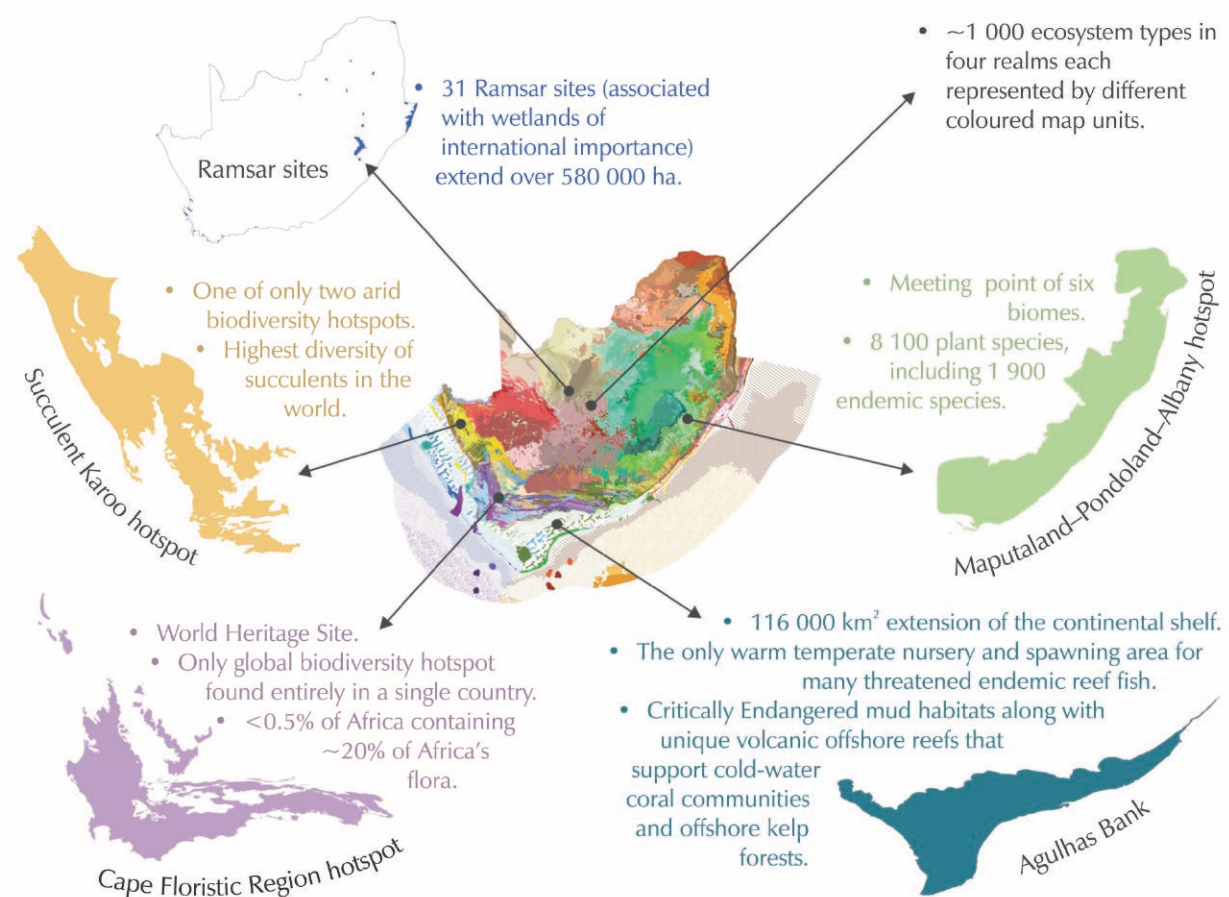 • ~1 000 ecosystem types in
four realms each
represented by different
coloured map units.
• 31 Ramsar sites (associated
with wetlands of
international importance)
extend over 580 000 ha.
Ramsar sites
• One of only two arid
biodiversity hotspots.
• Highest diversity of
succulents in the
world.
Succulent Karoo hotspot
• Meeting point of six
biomes.
• 8 100 plant species,
including 1 900
endemic species.
Maputaland–Pondoland–Albany hotspot
• World Heritage Site.
• Only global biodiversity hotspot
found entirely in a single country.
• <0.5% of Africa containing
~20% of Africa's
flora.
Cape Floristic Region hotspot
• 116 000 km² extension of the continental shelf.
• The only warm temperate nursery and spawning area for
many threatened endemic reef fish.
• Critically Endangered mud habitats along with
unique volcanic offshore reefs that
support cold-water
coral communities
and offshore kelp
forests.
Agulhas Bank